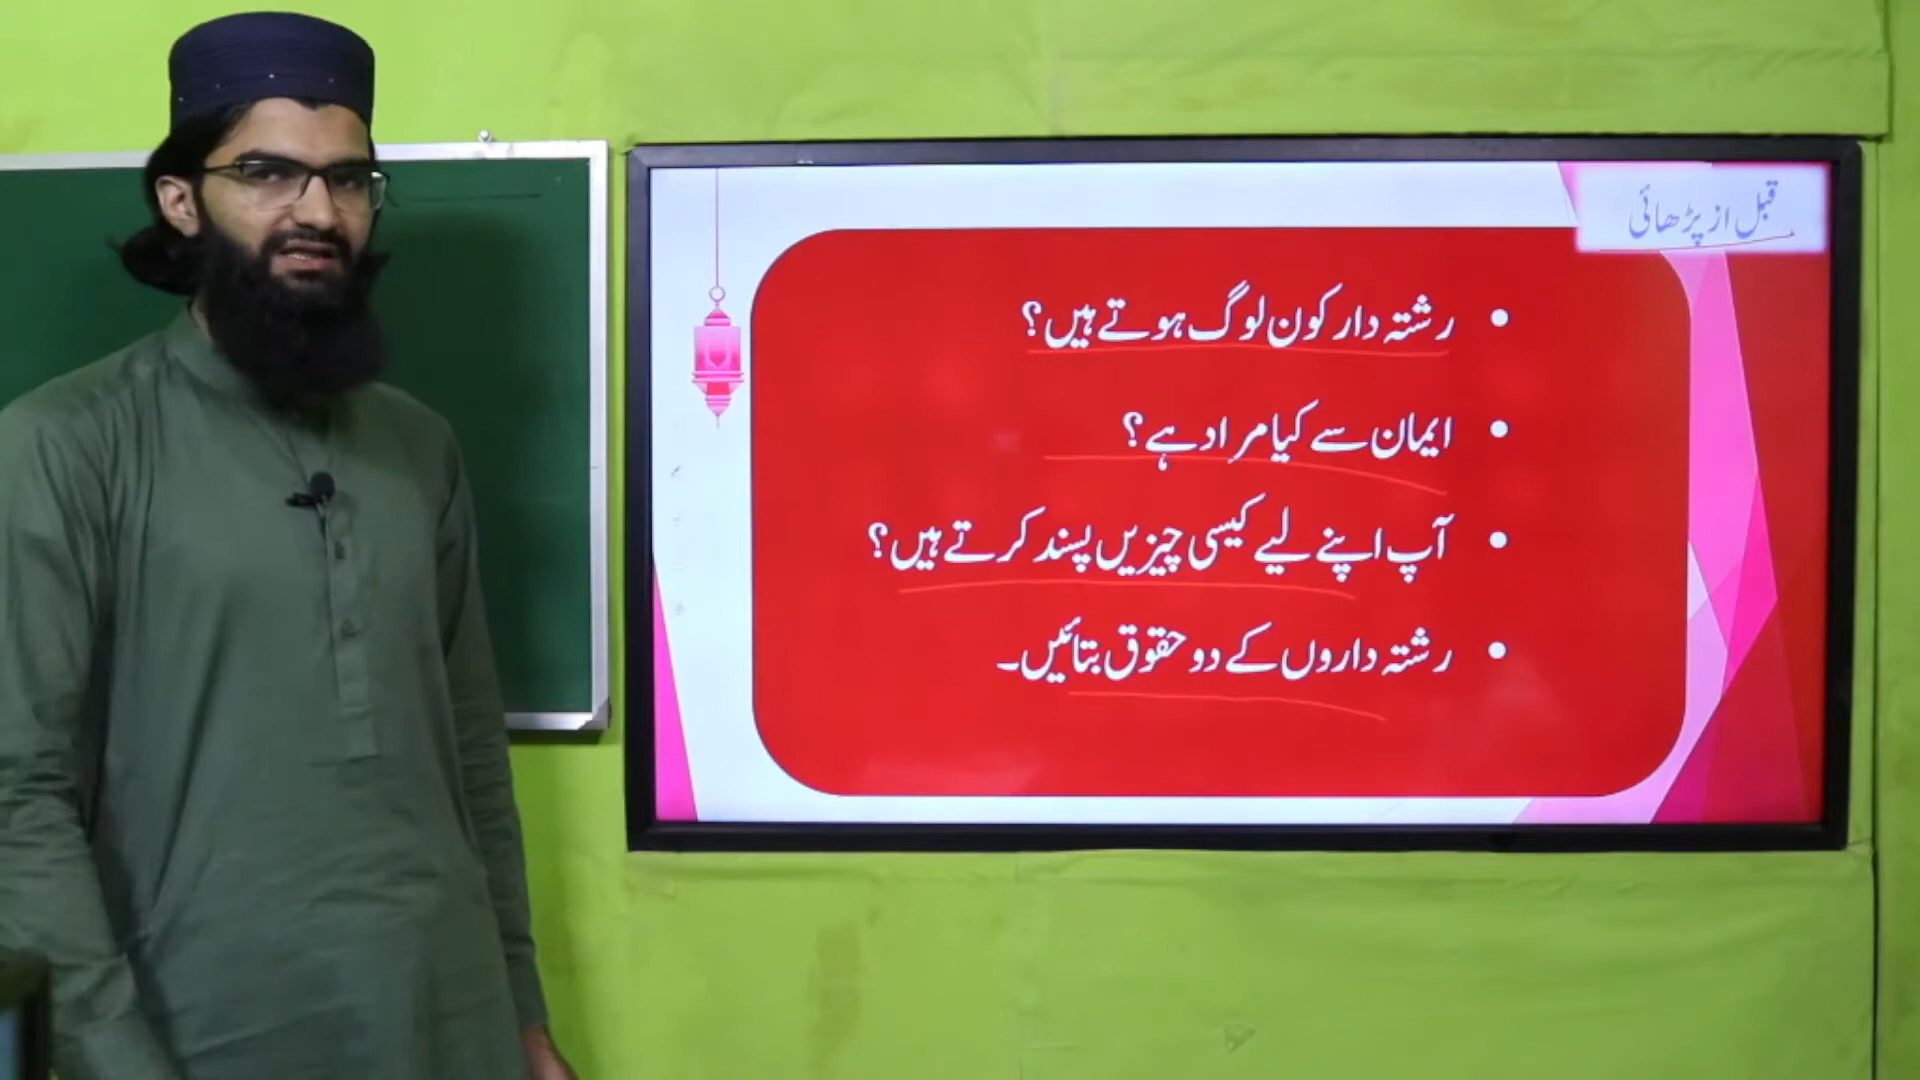 قبل از پڑھائی
رشتہ دار کون لوگ ہوتے ہیں؟
ایمان سے کیا مراد ہے؟
آپ اپنے لیے کیسی چیزیں پسند کرتے ہیں؟
رشتہ داروں کے دو حقوق بتائیں۔